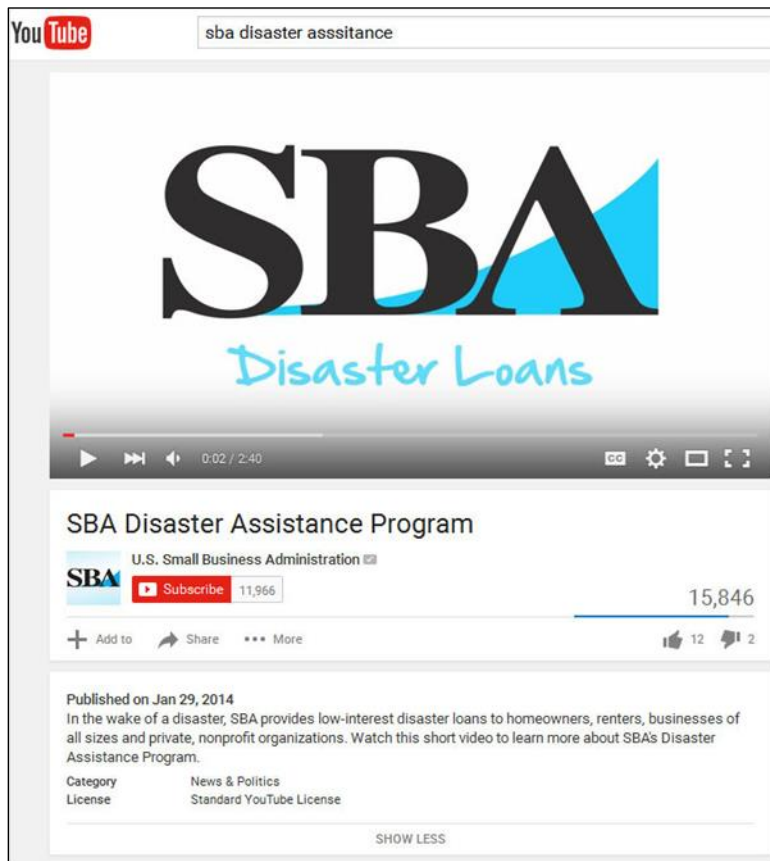 YouTube
sba disaster asssitance
SBA
Disaster Loans
0:02 / 2:40
CC
SBA Disaster Assistance Program
SBA
U.S. Small Business Administration
Subscribe 11,966
15,846
Add to Share More 12 2
Published on Jan 29, 2014
In the wake of a disaster, SBA provides low-interest disaster loans to homeowners, renters, businesses of
all sizes and private, nonprofit organizations. Watch this short video to learn more about SBA's Disaster
Assistance Program.
Category News & Politics
License Standard YouTube License
SHOW LESS